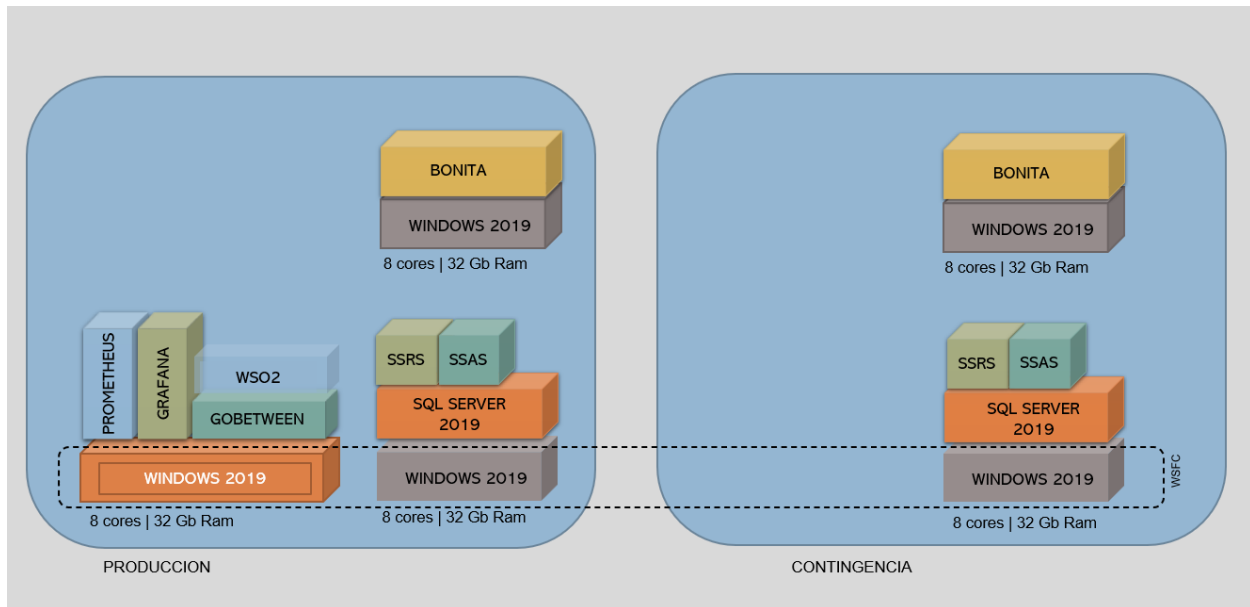 BONITA
WINDOWS 2019
8 cores | 32 Gb Ram
BONITA
WINDOWS 2019
8 cores | 32 Gb Ram
PROMETHEUS
GRAFANA
WSO2
GOBETWEEN
WINDOWS 2019
8 cores | 32 Gb Ram
SSRS
SSAS
SQL SERVER
2019
WINDOWS 2019
8 cores | 32 Gb Ram
SSRS
SSAS
SQL SERVER
2019
WINDOWS 2019
8 cores | 32 Gb Ram
WSFC
PRODUCCION
CONTINGENCIA